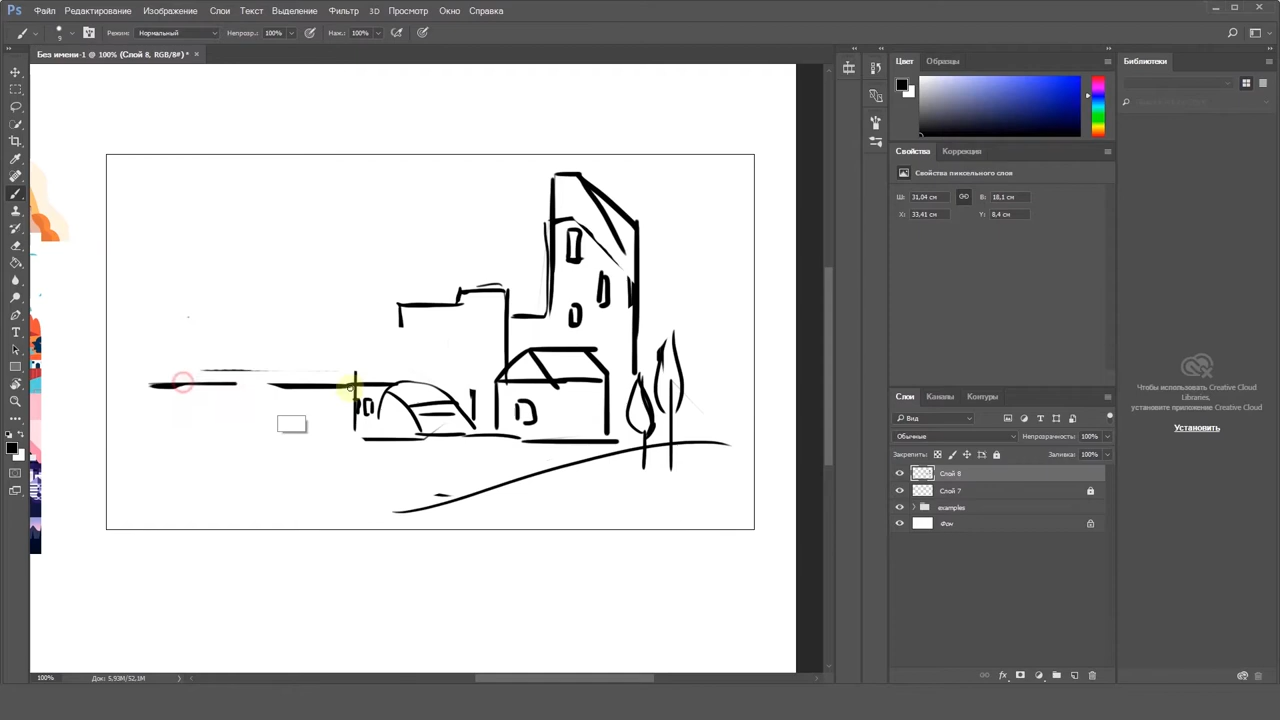 Ps Файл Редактирование Изображение Слои Текст Выделение Фильтр 3D Просмотр Окно Справка
9 Режим: Нормальный Непрозр.: 100% Наж.: 100%
Без имени-1 @ 100% (Слой 8, RGB/8#) *
Цвет Образцы
Библиотеки
Свойства Коррекция
Свойства пиксельного слоя
Ш: 31,04 см В: 18,1 см
X: 33,41 см Y: 8,4 см
Чтобы использовать Creative Cloud
Libraries,
установите приложение Creative Cloud
Установить
Слои Каналы Контуры
Вид
Обычные Непрозрачность: 100%
Закрепить: Заливка: 100%
Слой 8
Слой 7
examples
Фон
fx
100% Док: 5,93M/52,1M